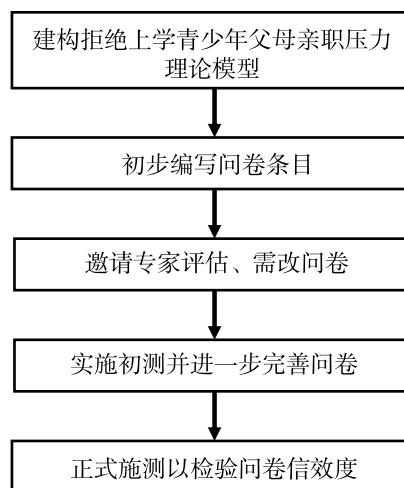 建构拒绝上学青少年父母亲职压力
理论模型
初步编写问卷条目
邀请专家评估、需改问卷
实施初测并进一步完善问卷
正式施测以检验问卷信效度